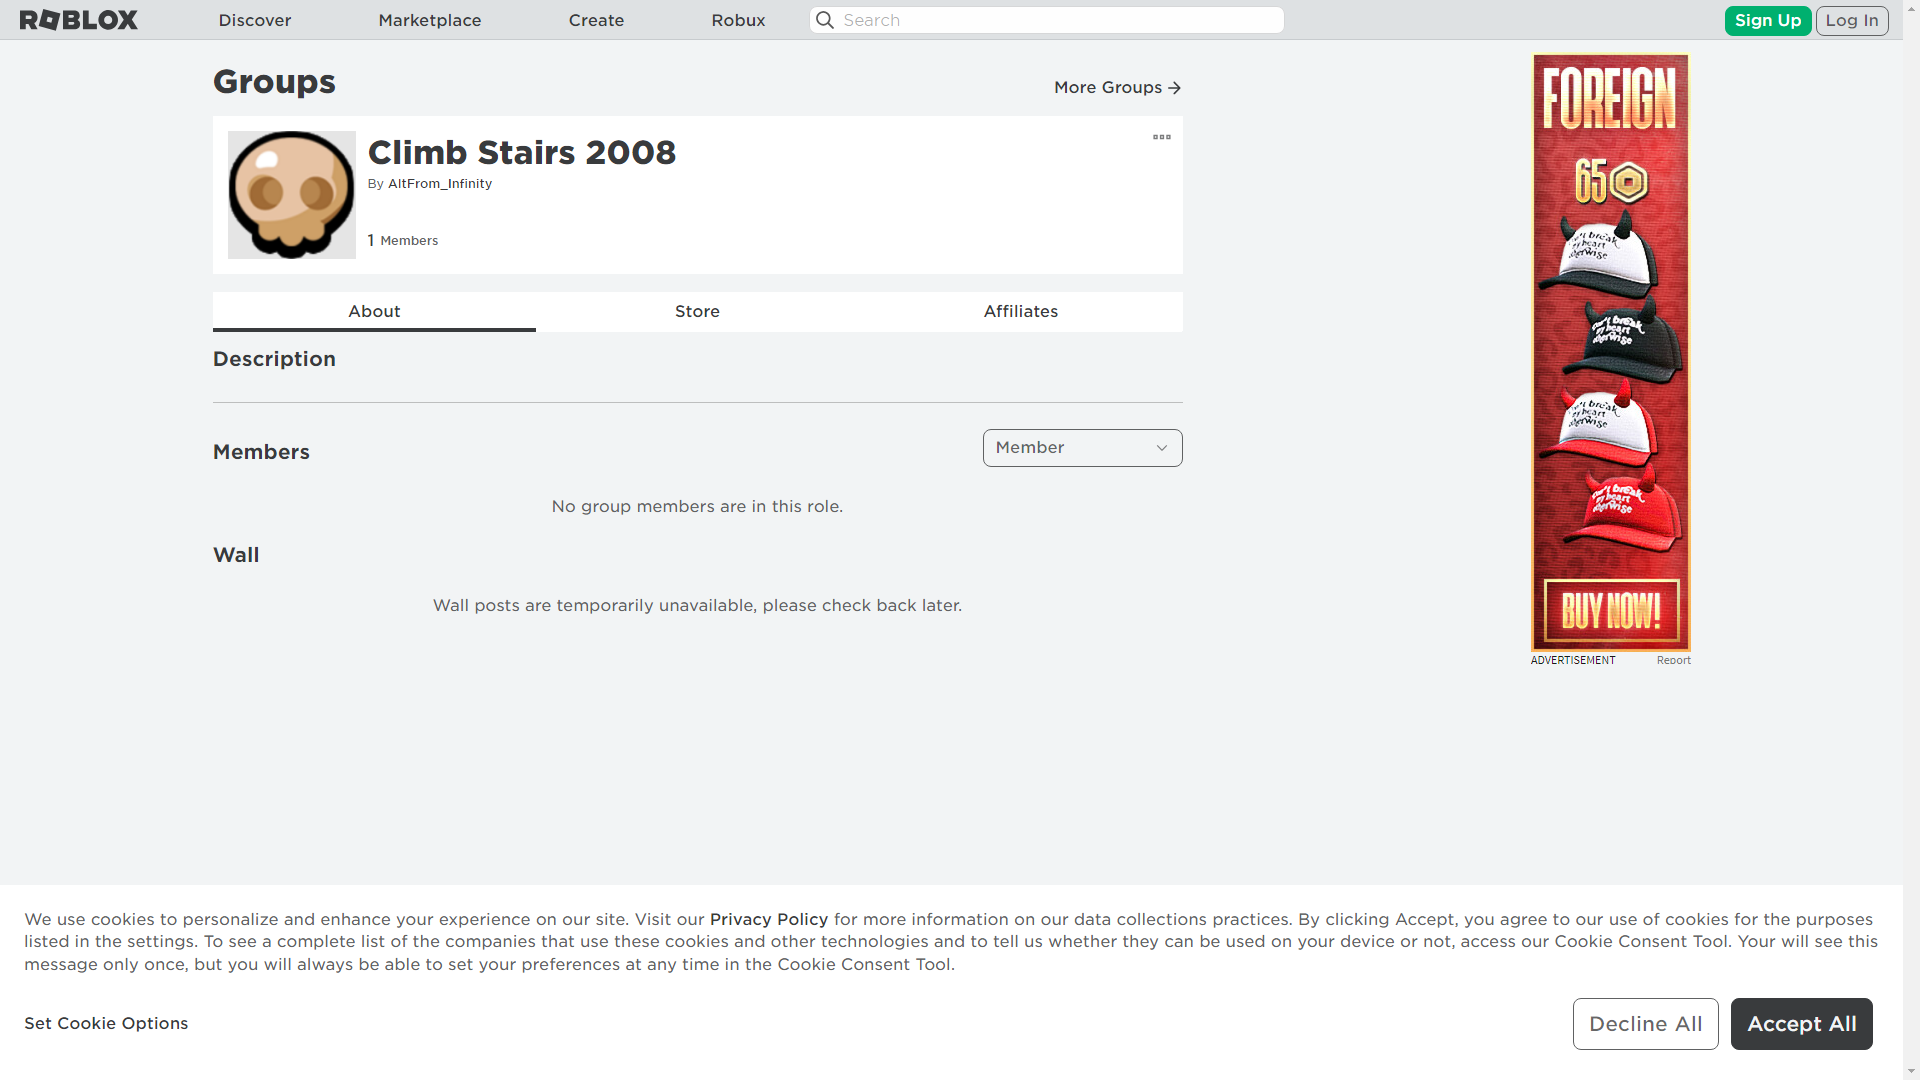 ROBLOX
Discover
Marketplace
Create
Robux
Search
Sign Up
Log In
Groups
More Groups
Climb Stairs 2008
By AltFrom_Infinity
1 Members
About
Store
Affiliates
Description
Members
Member
No group members are in this role.
Wall
Wall posts are temporarily unavailable, please check back later.
FOREIGN
65
BUY NOW!
ADVERTISEMENT
Report
We use cookies to personalize and enhance your experience on our site. Visit our Privacy Policy for more information on our data collections practices. By clicking Accept, you agree to our use of cookies for the purposes
listed in the settings. To see a complete list of the companies that use these cookies and other technologies and to tell us whether they can be used on your device or not, access our Cookie Consent Tool. Your will see this
message only once, but you will always be able to set your preferences at any time in the Cookie Consent Tool.
Set Cookie Options
Decline All
Accept All